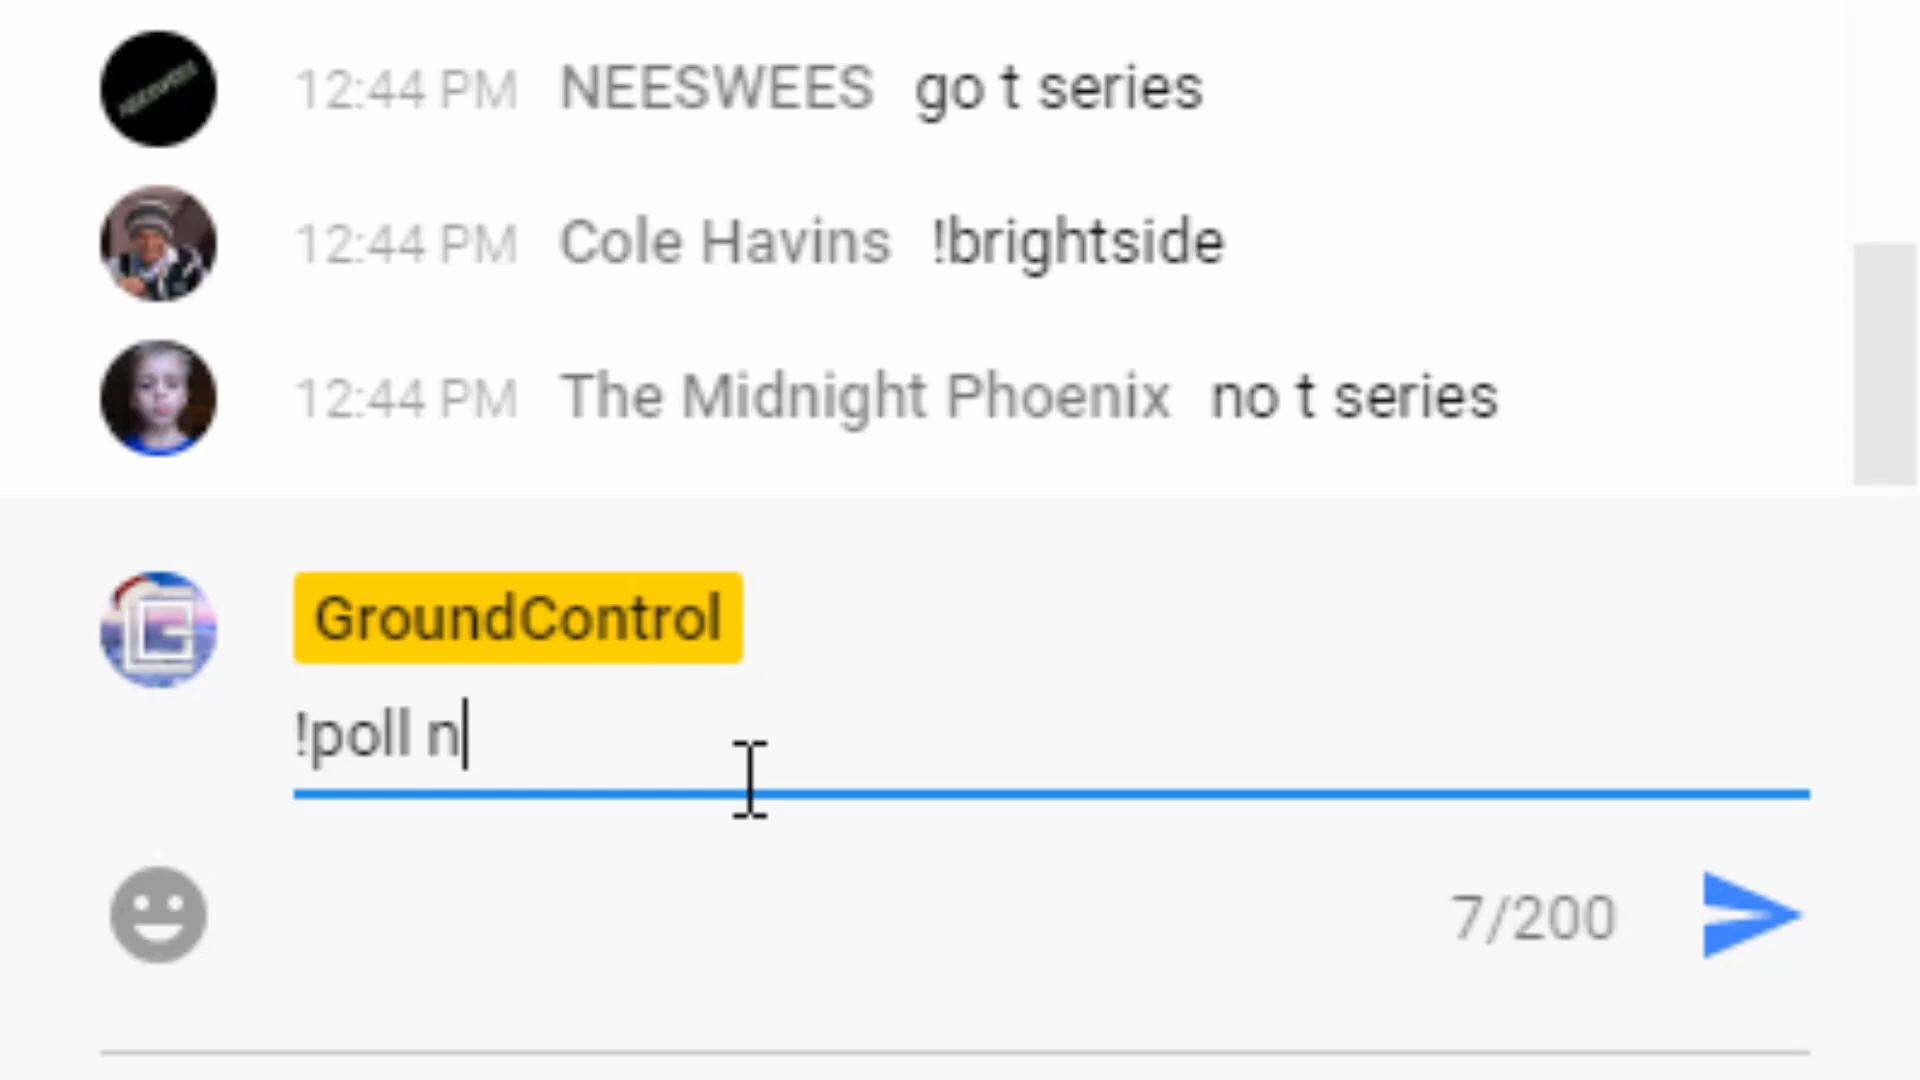 12:44 PM NEESWEES go t series
12:44 PM Cole Havins !brightside
12:44 PM The Midnight Phoenix no t series
GroundControl
!poll n
7/200